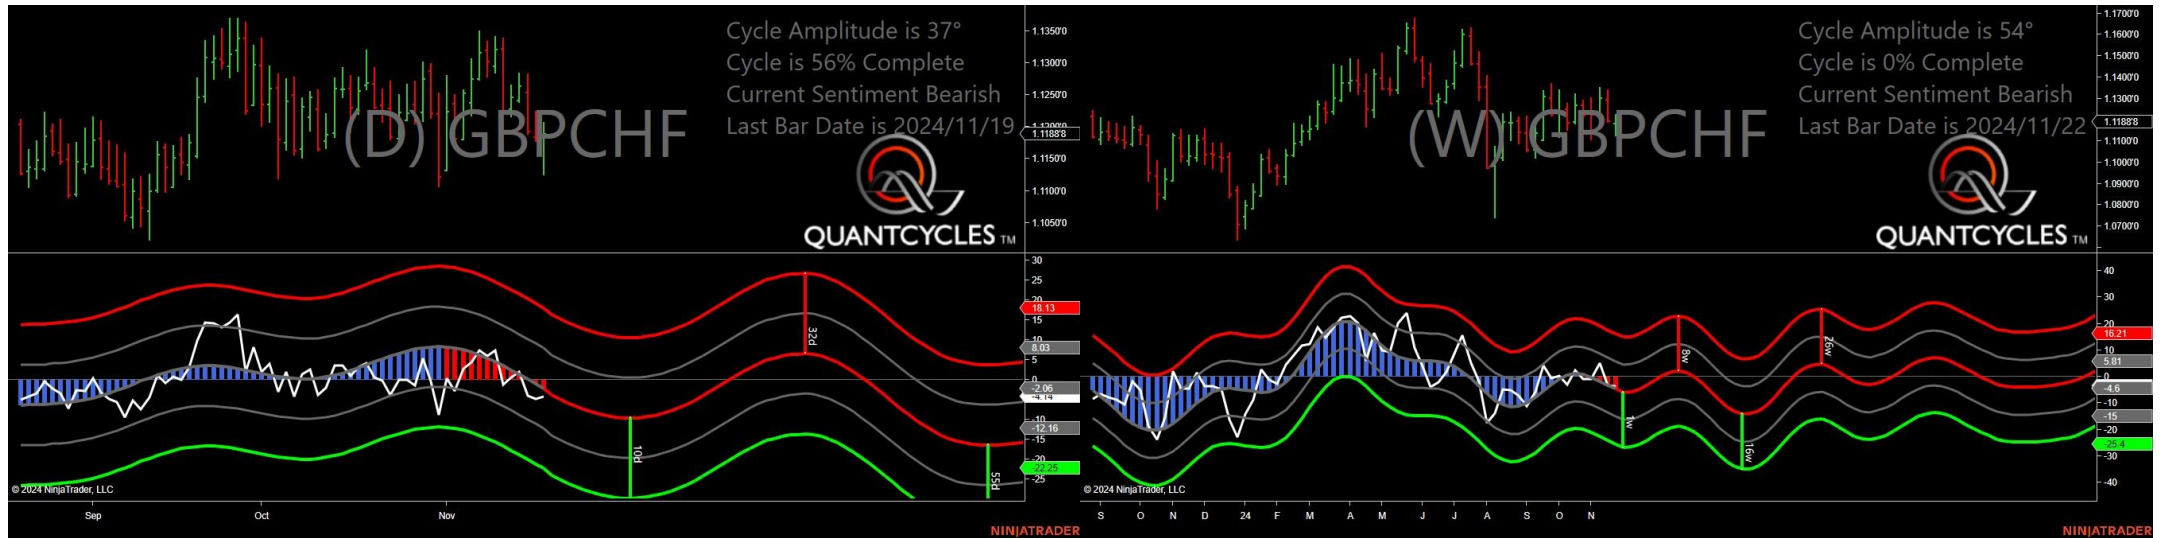 Cycle Amplitude is 37°
Cycle is 56% Complete
Current Sentiment Bearish
Last Bar Date is 2024/11/19
(D) GBPCHF
QUANTCYCLES TM
1.1350'0
1.1300'0
1.1250'0
1.1200'0
1.1188'8
1.1150'0
1.1100'0
1.1050'0
30
25
20
18.13
15
10
8.03
5
0
-2.06
-4.14
-10
-12.16
-15
-20
-22.25
-25
32d
10d
55d
© 2024 NinjaTrader, LLC
Sep Oct Nov
NINJATRADER
Cycle Amplitude is 54°
Cycle is 0% Complete
Current Sentiment Bearish
Last Bar Date is 2024/11/22
(W) GBPCHF
QUANTCYCLES TM
1.1700'0
1.1600'0
1.1500'0
1.1400'0
1.1300'0
1.1188'8
1.1100'0
1.1000'0
1.0900'0
1.0800'0
1.0700'0
40
30
20
16.21
10
5.81
0
-4.6
-10
-15
-20
-25.4
-30
-40
8w
26w
1w
16w
© 2024 NinjaTrader, LLC
S O N D 24 F M A M J J A S O N
NINJATRADER